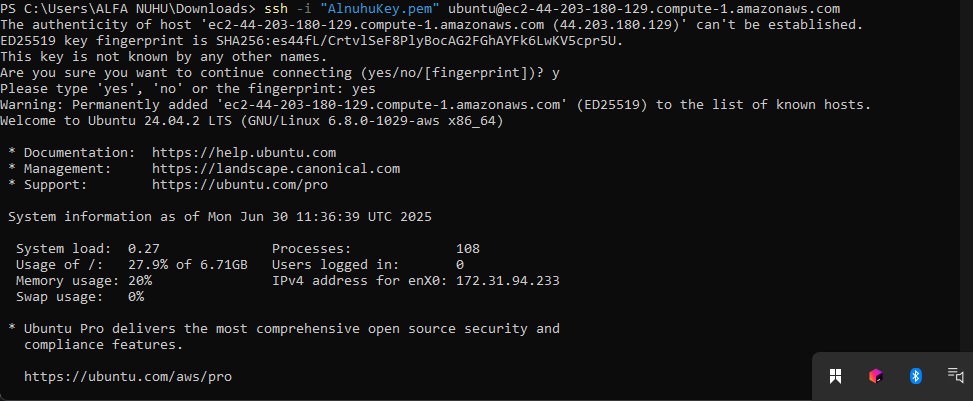 PS C:\Users\ALFA NUHU\Downloads> ssh -i "AlnuhuKey.pem" ubuntu@ec2-44-203-180-129.compute-1.amazonaws.com
The authenticity of host 'ec2-44-203-180-129.compute-1.amazonaws.com (44.203.180.129)' can't be established.
ED25519 key fingerprint is SHA256:es44fL/CrtvlSeF8PlyBocAG2FGhAYFk6LwKV5cpr5U.
This key is not known by any other names.
Are you sure you want to continue connecting (yes/no/[fingerprint])? y
Please type 'yes', 'no' or the fingerprint: yes
Warning: Permanently added 'ec2-44-203-180-129.compute-1.amazonaws.com' (ED25519) to the list of known hosts.
Welcome to Ubuntu 24.04.2 LTS (GNU/Linux 6.8.0-1029-aws x86_64)

 * Documentation:  https://help.ubuntu.com
 * Management:     https://landscape.canonical.com
 * Support:        https://ubuntu.com/pro

 System information as of Mon Jun 30 11:36:39 UTC 2025

  System load:  0.27              Processes:             108
  Usage of /:   27.9% of 6.71GB   Users logged in:       0
  Memory usage: 20%               IPv4 address for enX0: 172.31.94.233
  Swap usage:   0%

 * Ubuntu Pro delivers the most comprehensive open source security and
   compliance features.

   https://ubuntu.com/aws/pro